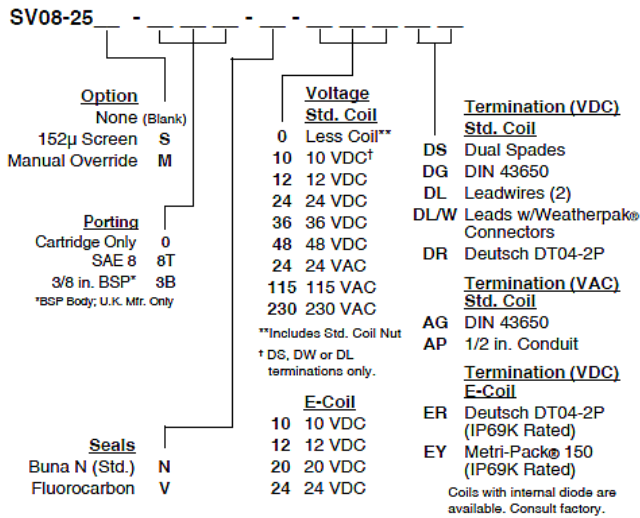 SV08-25__ - __ __ __ - __ - __ __ __ __
Option
None (Blank)
152µ Screen S
Manual Override M
Porting
Cartridge Only 0
SAE 8 8T
3/8 in. BSP* 3B
*BSP Body; U.K. Mfr. Only
Seals
Buna N (Std.) N
Fluorocarbon V
Voltage
Std. Coil
0 Less Coil**
10 10 VDC†
12 12 VDC
24 24 VDC
36 36 VDC
48 48 VDC
24 24 VAC
115 115 VAC
230 230 VAC
**Includes Std. Coil Nut
† DS, DW or DL
terminations only.
E-Coil
10 10 VDC
12 12 VDC
20 20 VDC
24 24 VDC
Termination (VDC)
Std. Coil
DS Dual Spades
DG DIN 43650
DL Leadwires (2)
DL/W Leads w/Weatherpak®
Connectors
DR Deutsch DT04-2P
Termination (VAC)
Std. Coil
AG DIN 43650
AP 1/2 in. Conduit
Termination (VDC)
E-Coil
ER Deutsch DT04-2P
(IP69K Rated)
EY Metri-Pack® 150
(IP69K Rated)
Coils with internal diode are
available. Consult factory.